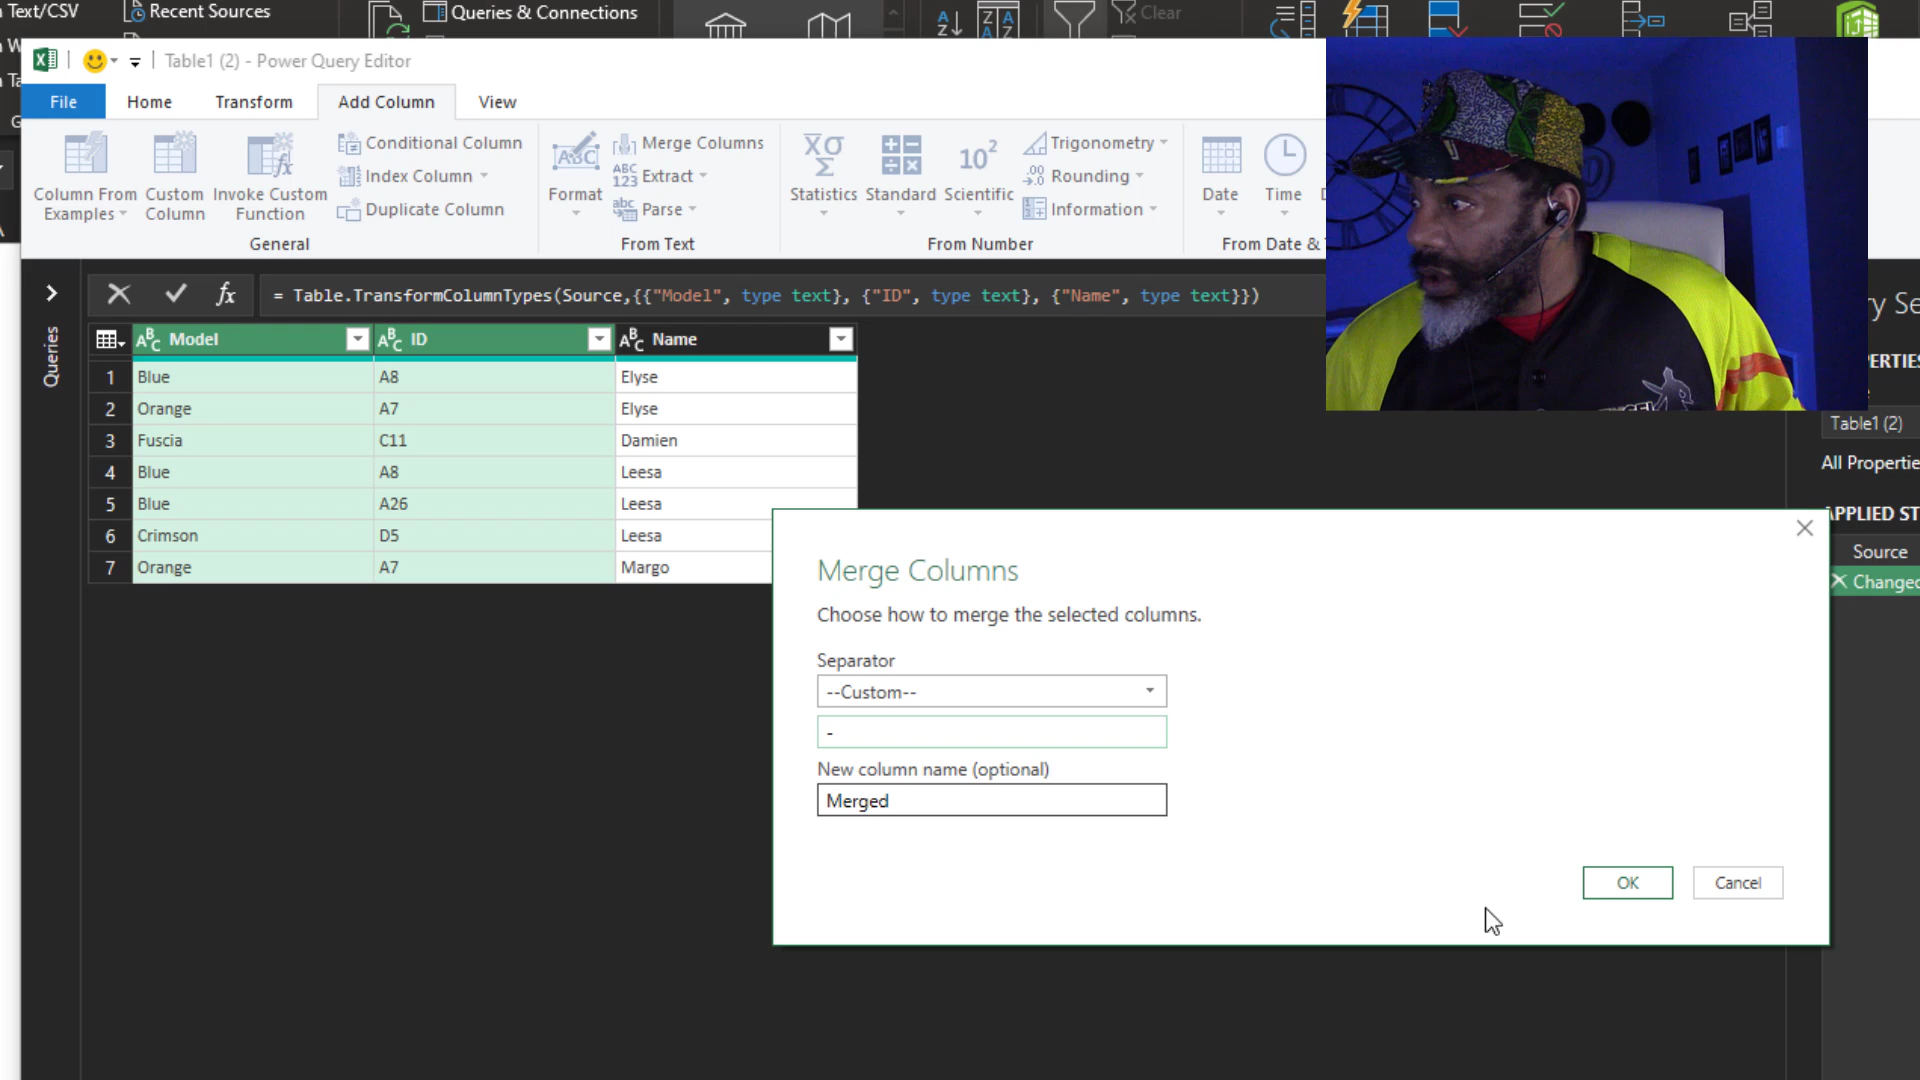 Text/CSV
Recent Sources
Queries & Connections
Clear
Table1 (2) - Power Query Editor
File
Home
Transform
Add Column
View
Column From Examples
Custom Column
Invoke Custom Function
Conditional Column
Index Column
Duplicate Column
General
Format
Merge Columns
Extract
Parse
From Text
Statistics
Standard
Scientific
Trigonometry
Rounding
Information
From Number
Date
Time
From Date &
= Table.TransformColumnTypes(Source,{{"Model", type text}, {"ID", type text}, {"Name", type text}})
Queries
Model ID Name
1 Blue A8 Elyse
2 Orange A7 Elyse
3 Fuscia C11 Damien
4 Blue A8 Leesa
5 Blue A26 Leesa
6 Crimson D5 Leesa
7 Orange A7 Margo
Merge Columns
Choose how to merge the selected columns.
Separator
--Custom--
-
New column name (optional)
Merged
OK
Cancel
Table1 (2)
All Propertie
APPLIED ST
Source
Changed